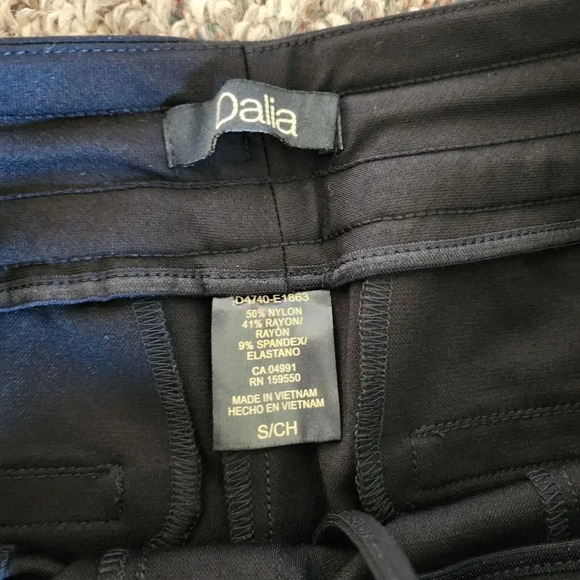 Dalia
D4740-E1863
50% NYLON
41% RAYON/
RAYÓN
9% SPANDEX/
ELASTANO
CA 04991
RN 159550
MADE IN VIETNAM
HECHO EN VIETNAM
S/CH